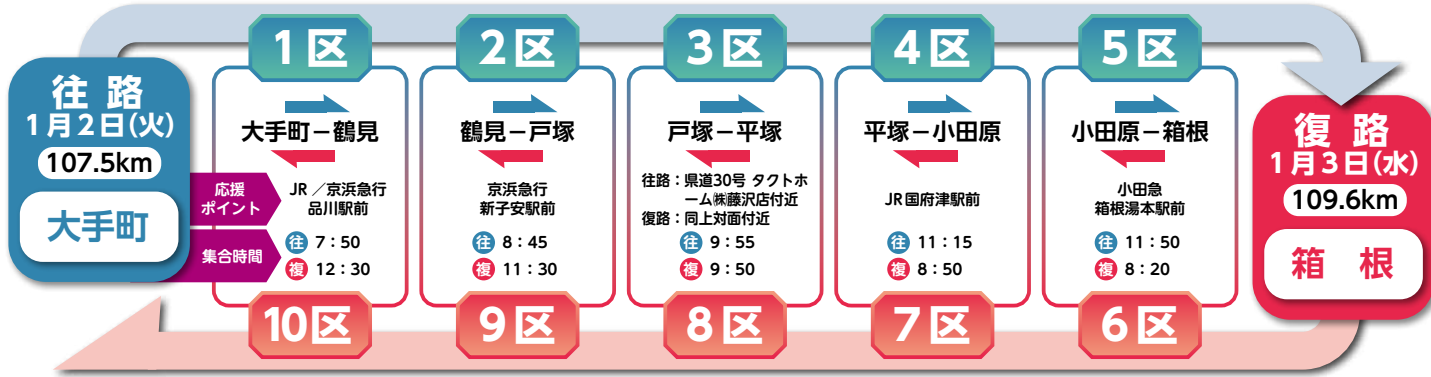 往 路
1月2日(火)
107.5km
大手町
応援
ポイント
集合時間
1区
大手町－鶴見
JR ／京浜急行
品川駅前
往 7：50
複 12：30
10区
2区
鶴見－戸塚
京浜急行
新子安駅前
往 8：45
複 11：30
9区
3区
戸塚－平塚
往路：県道30号 タクトホ
ーム㈱藤沢店付近
復路：同上対面付近
往 9：55
複 9：50
8区
4区
平塚－小田原
JR国府津駅前
往 11：15
複 8：50
7区
5区
小田原－箱根
小田急
箱根湯本駅前
往 11：50
複 8：20
6区
復 路
1月3日(水)
109.6km
箱 根